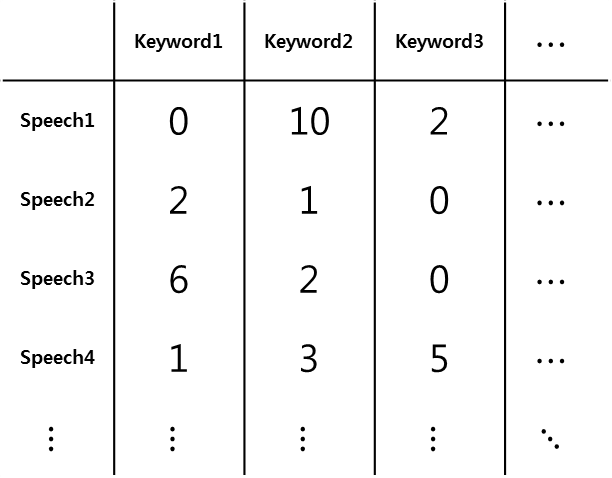 Keyword1 Keyword2 Keyword3 ...
Speech1 0 10 2 ...
Speech2 2 1 0 ...
Speech3 6 2 0 ...
Speech4 1 3 5 ...
⋮ ⋮ ⋮ ⋮ ⋱